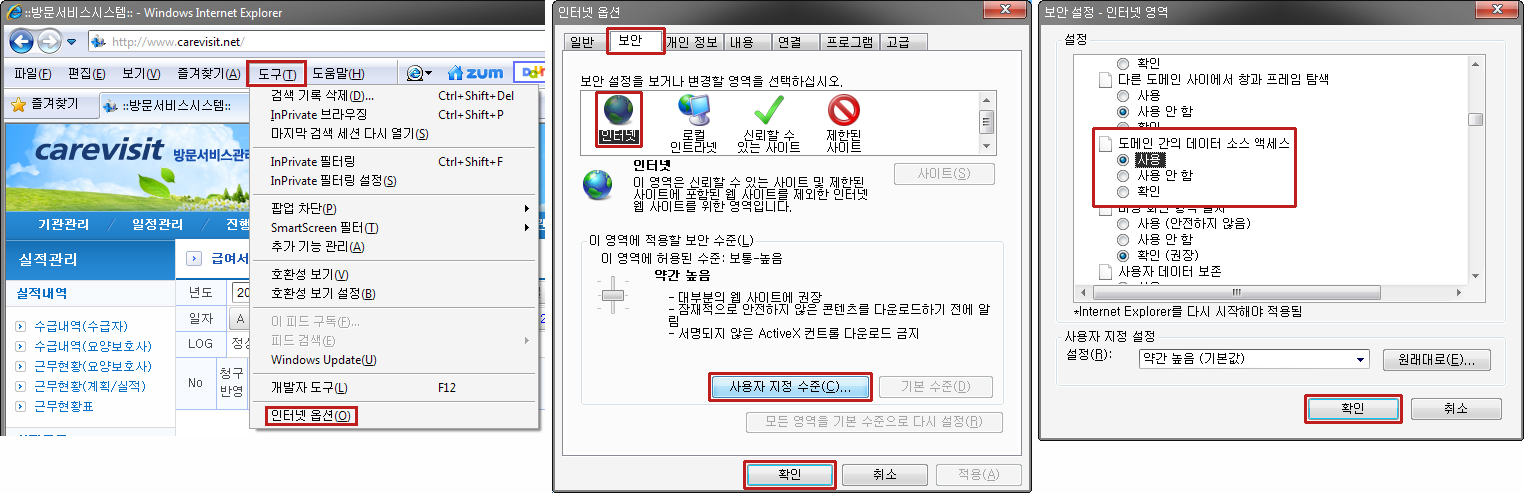 ::방문서비스시스템:: - Windows Internet Explorer
http://www.carevisit.net/
파일(F) 편집(E) 보기(V) 즐겨찾기(A) 도구(T) 도움말(H) zum
즐겨찾기 ::방문서비스시스템::
carevisit 방문서비스관리
기관관리 일정관리 진행
실적관리
실적내역
수급내역(수급자)
수급내역(요양보호사)
근무현황(요양보호사)
근무현황(계획/실적)
근무현황표
급여서
년도 20
일자 A
LOG 정상
No 청구
반영
검색 기록 삭제(D)... Ctrl+Shift+Del
InPrivate 브라우징 Ctrl+Shift+P
마지막 검색 세션 다시 열기(S)
InPrivate 필터링 Ctrl+Shift+F
InPrivate 필터링 설정(S)
팝업 차단(P)
SmartScreen 필터(T)
추가 기능 관리(A)
호환성 보기(V)
호환성 보기 설정(B)
이 피드 구독(F)...
피드 검색(E)
Windows Update(U)
개발자 도구(L) F12
인터넷 옵션(O)
인터넷 옵션
일반 보안 개인 정보 내용 연결 프로그램 고급
보안 설정을 보거나 변경할 영역을 선택하십시오.
인터넷 로컬 신뢰할 수 제한된
인트라넷 있는 사이트 사이트
인터넷
이 영역은 신뢰할 수 있는 사이트 및 제한된
사이트에 포함된 웹 사이트를 제외한 인터넷
웹 사이트를 위한 영역입니다.
사이트(S)
이 영역에 적용할 보안 수준(L)
이 영역에 허용된 수준: 보통-높음
약간 높음
- 대부분의 웹 사이트에 권장
- 잠재적으로 안전하지 않은 콘텐츠를 다운로드하기 전에 알
림
- 서명되지 않은 ActiveX 컨트롤 다운로드 금지
사용자 지정 수준(C)... 기본 수준(D)
모든 영역을 기본 수준으로 다시 설정(R)
확인 취소 적용(A)
보안 설정 - 인터넷 영역
설정
확인
다른 도메인 사이에서 창과 프레임 탐색
사용
사용 안 함
확인
도메인 간의 데이터 소스 액세스
사용
사용 안 함
확인
사용 (안전하지 않음)
사용 안 함
확인 (권장)
사용자 데이터 보존
*Internet Explorer를 다시 시작해야 적용됨
사용자 지정 설정
설정(R): 약간 높음 (기본값) 원래대로(E)...
확인 취소